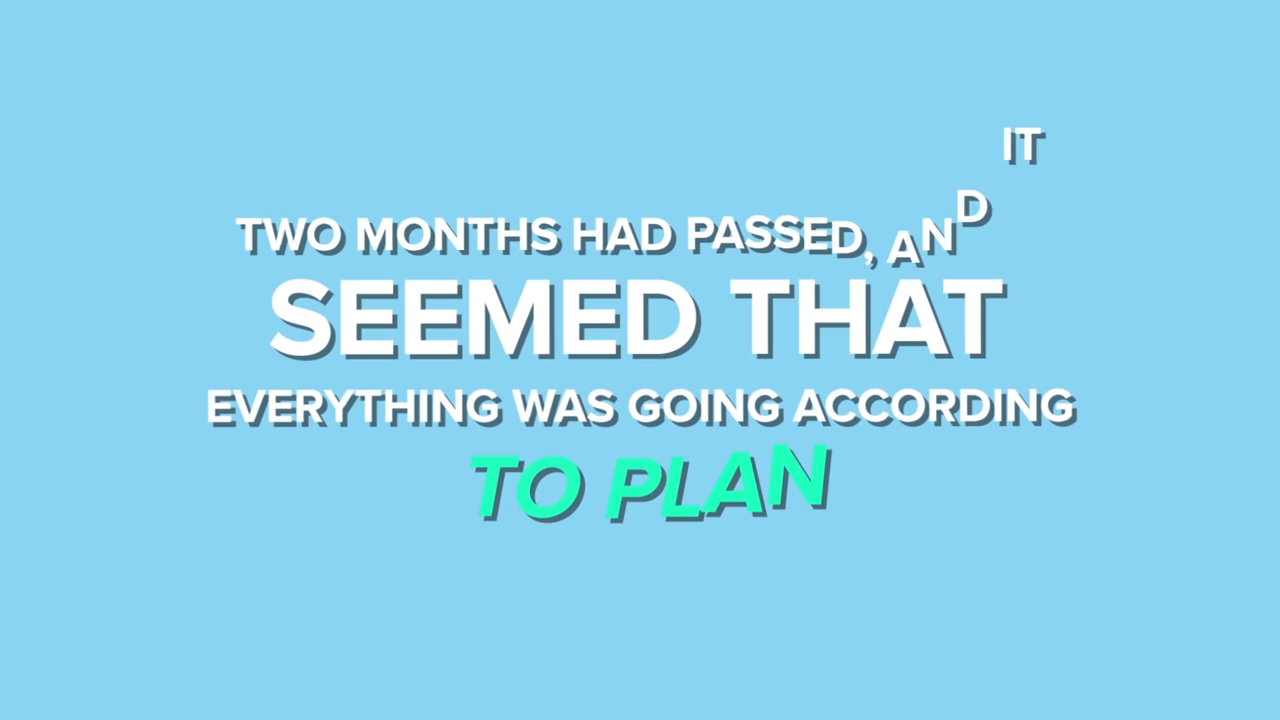 TWO MONTHS HAD PASSED, AND IT
SEEMED THAT
EVERYTHING WAS GOING ACCORDING
TO PLAN